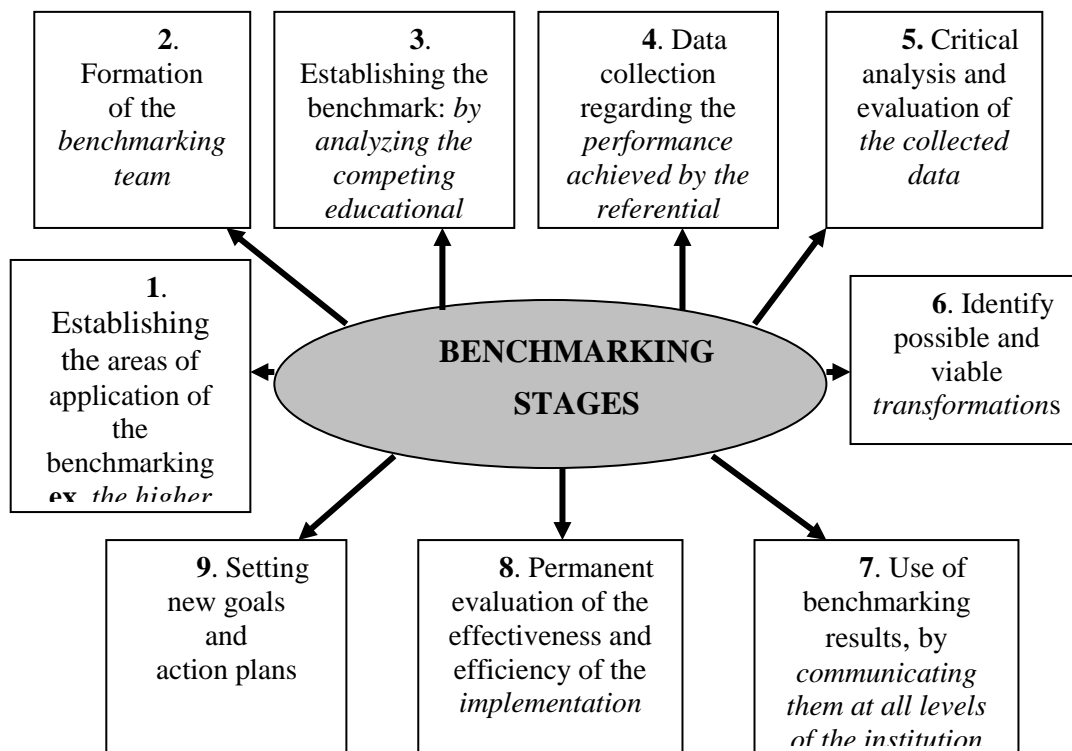 1.
Establishing
the areas of
application of
the
benchmarking
ex. the higher
2.
Formation
of the
benchmarking
team
3.
Establishing the
benchmark: by
analyzing the
competing
educational
4. Data
collection
regarding the
performance
achieved by the
referential
5. Critical
analysis and
evaluation of
the collected
data
BENCHMARKING
STAGES
6. Identify
possible and
viable
transformations
7. Use of
benchmarking
results, by
communicating
them at all levels
of the institution
8. Permanent
evaluation of the
effectiveness and
efficiency of the
implementation
9. Setting
new goals
and
action plans